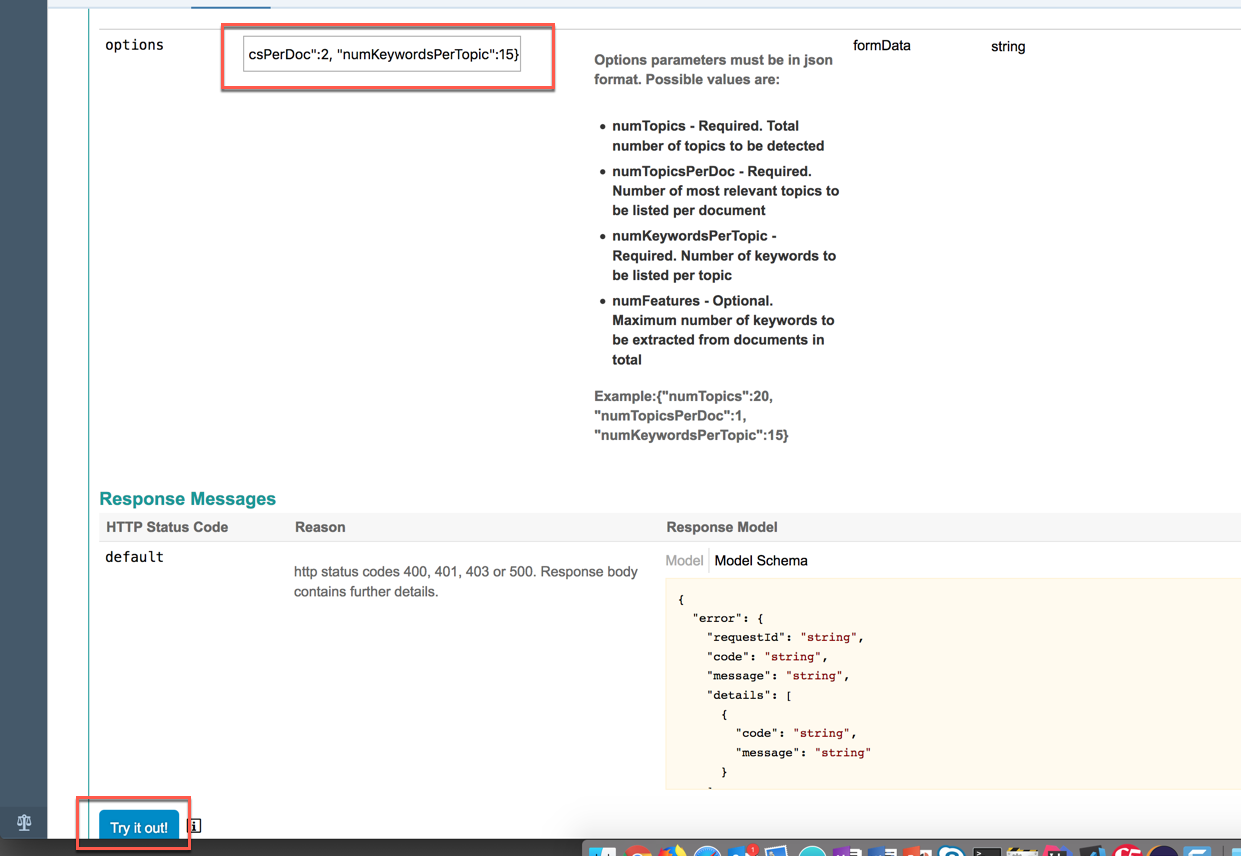 options
csPerDoc":2, "numKeywordsPerTopic":15}
Options parameters must be in json
format. Possible values are:
formData
string
• numTopics - Required. Total
number of topics to be detected
• numTopicsPerDoc - Required.
Number of most relevant topics to
be listed per document
• numKeywordsPerTopic -
Required. Number of keywords to
be listed per topic
• numFeatures - Optional.
Maximum number of keywords to
be extracted from documents in
total
Example:{"numTopics":20,
"numTopicsPerDoc":1,
"numKeywordsPerTopic":15}
Response Messages
HTTP Status Code Reason Response Model
default
http status codes 400, 401, 403 or 500. Response body
contains further details.
Model Model Schema
{
"error": {
"requestId": "string",
"code": "string",
"message": "string",
"details": [
{
"code": "string",
"message": "string"
}
Try it out!